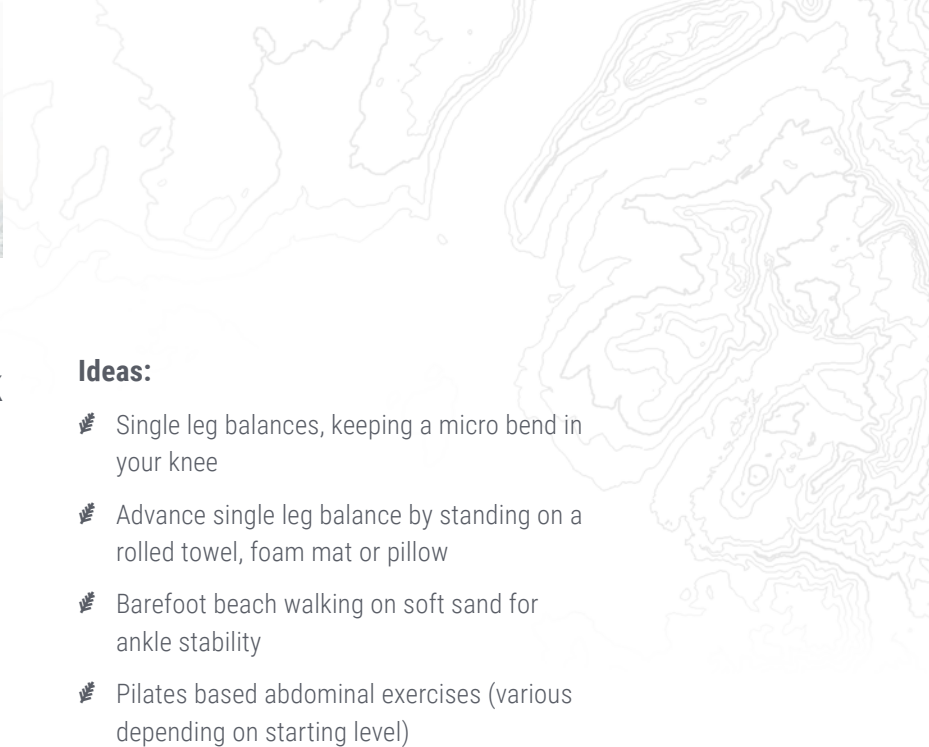 Ideas:
Single leg balances, keeping a micro bend in
your knee
Advance single leg balance by standing on a
rolled towel, foam mat or pillow
Barefoot beach walking on soft sand for
ankle stability
Pilates based abdominal exercises (various
depending on starting level)